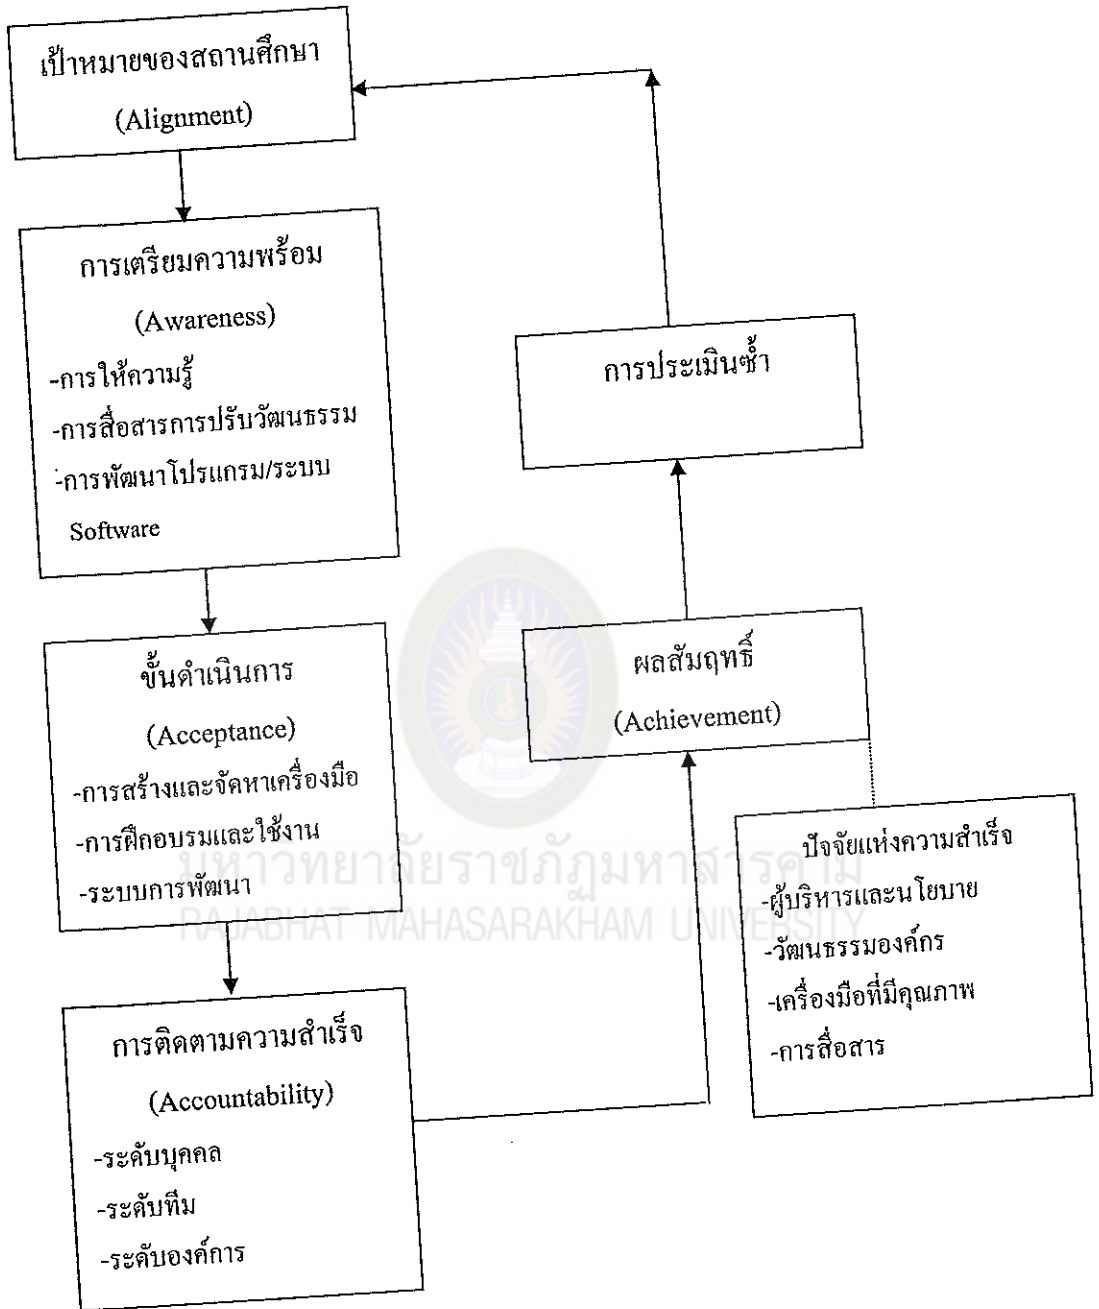 เป้าหมายของสถานศึกษา
(Alignment)
การเตรียมความพร้อม
(Awareness)
-การให้ความรู้
-การสื่อสารการปรับวัฒนธรรม
-การพัฒนาโปรแกรม/ระบบ
Software
ขั้นดำเนินการ
(Acceptance)
-การสร้างและจัดหาเครื่องมือ
-การฝึกอบรมและใช้งาน
-ระบบการพัฒนา
การติดตามความสำเร็จ
(Accountability)
-ระดับบุคคล
-ระดับทีม
-ระดับองค์การ
การประเมินซ้ำ
ผลสัมฤทธิ์
(Achievement)
ปัจจัยแห่งความสำเร็จ
-ผู้บริหารและนโยบาย
-วัฒนธรรมองค์กร
-เครื่องมือที่มีคุณภาพ
-การสื่อสาร
มหาวิทยาลัยราชภัฏมหาสารคาม
RAJABHAT MAHASARAKHAM UNIVERSITY